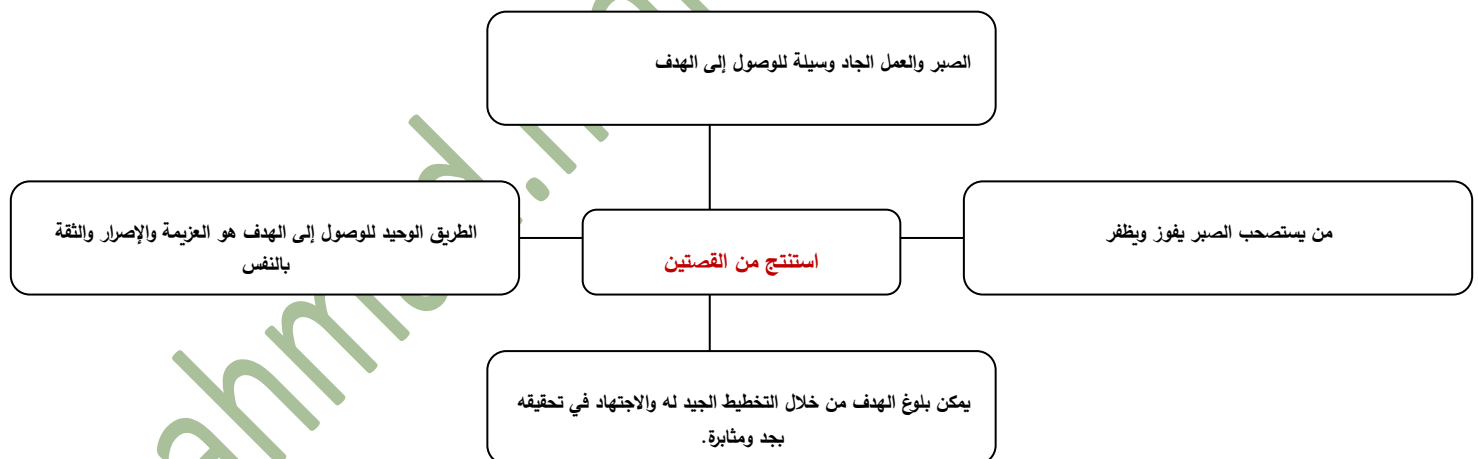 الصبر والعمل الجاد وسيلة للوصول إلى الهدف
من يستصحب الصبر يفوز ويظفر
استنتج من القصتين
الطريق الوحيد للوصول إلى الهدف هو العزيمة والإصرار والثقة
بالنفس
يمكن بلوغ الهدف من خلال التخطيط الجيد له والاجتهاد في تحقيقه
بجد ومثابرة.
ahmad.